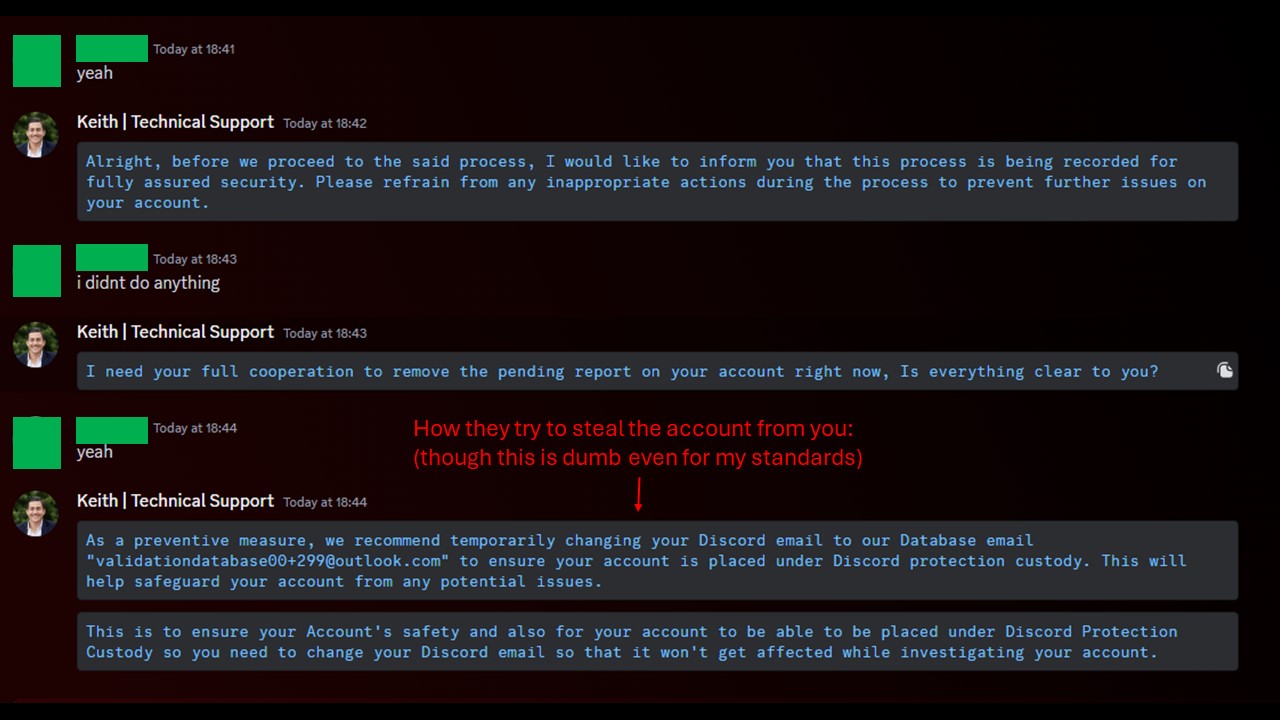 Today at 18:41
yeah
Keith | Technical Support Today at 18:42
Alright, before we proceed to the said process, I would like to inform you that this process is being recorded for
fully assured security. Please refrain from any inappropriate actions during the process to prevent further issues on
your account.
Today at 18:43
i didnt do anything
Keith | Technical Support Today at 18:43
I need your full cooperation to remove the pending report on your account right now, Is everything clear to you?
Today at 18:44
yeah
How they try to steal the account from you:
(though this is dumb even for my standards)
Keith | Technical Support Today at 18:44
As a preventive measure, we recommend temporarily changing your Discord email to our Database email
"validationdatabase00+299@outlook.com" to ensure your account is placed under Discord protection custody. This will
help safeguard your account from any potential issues.
This is to ensure your Account's safety and also for your account to be able to be placed under Discord Protection
Custody so you need to change your Discord email so that it won't get affected while investigating your account.